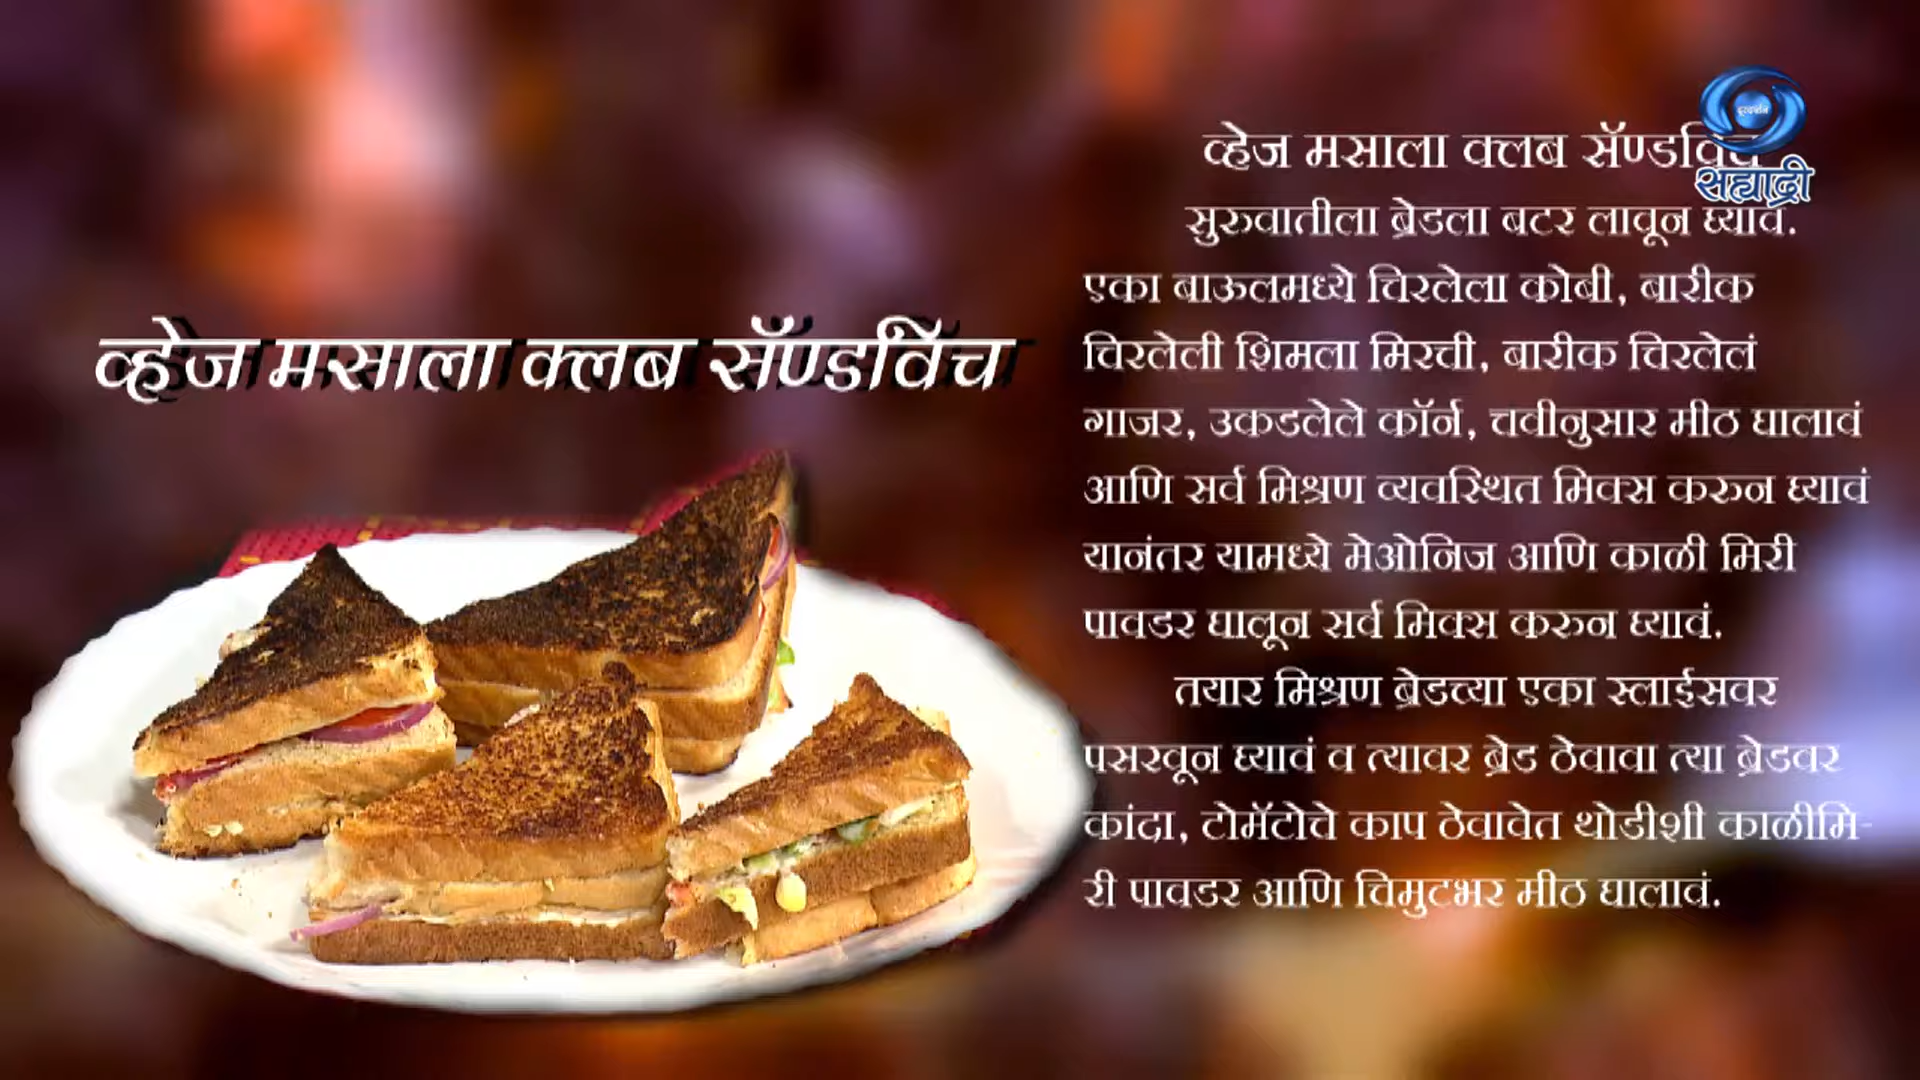 व्हेज मसाला क्लब सॅण्डविच
दूरदर्शन
सह्याद्री
व्हेज मसाला क्लब सॅण्डविच
सुरुवातीला ब्रेडला बटर लावून घ्यावं.
एका बाऊलमध्ये चिरलेला कोबी, बारीक
चिरलेली शिमला मिरची, बारीक चिरलेलं
गाजर, उकडलेले कॉर्न, चवीनुसार मीठ घालावं
आणि सर्व मिश्रण व्यवस्थित मिक्स करुन घ्यावं
यानंतर यामध्ये मेओनिज आणि काळी मिरी
पावडर घालून सर्व मिक्स करुन घ्यावं.
तयार मिश्रण ब्रेडच्या एका स्लाईसवर
पसरवून घ्यावं व त्यावर ब्रेड ठेवावा त्या ब्रेडवर
कांदा, टोमॅटोचे काप ठेवावेत थोडीशी काळीमि-
री पावडर आणि चिमुटभर मीठ घालावं.